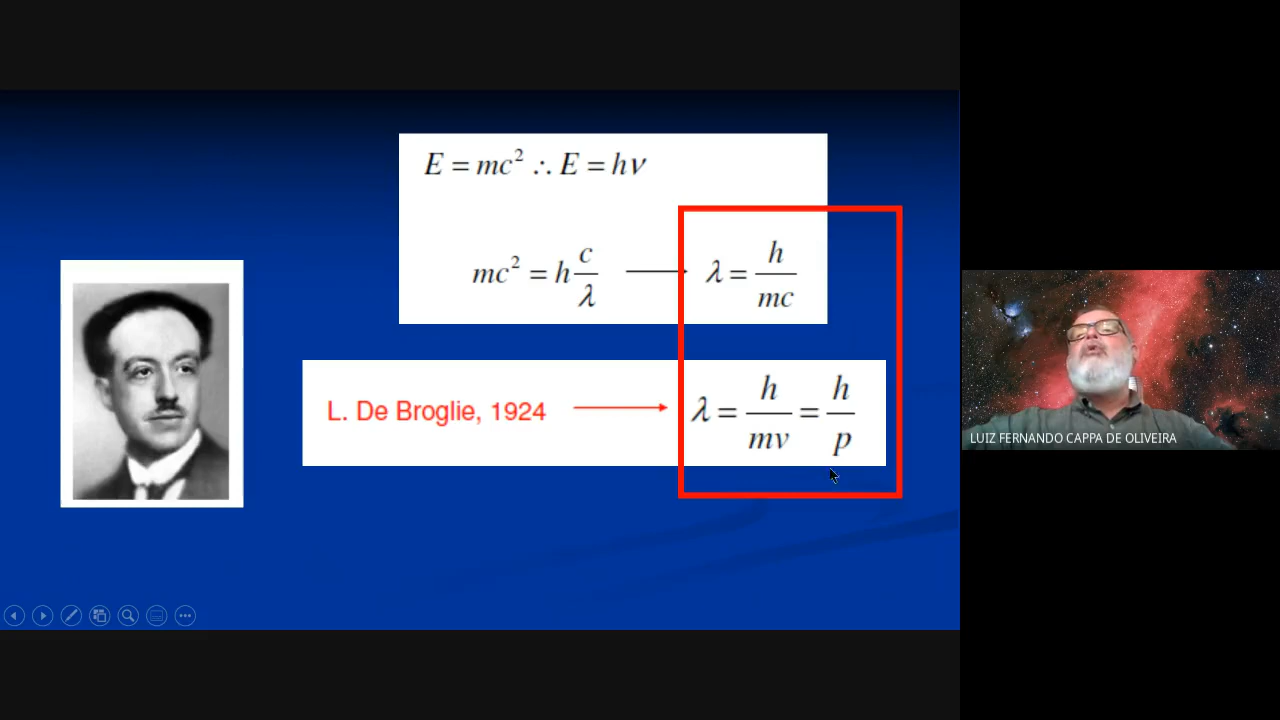 E = mc² ∴ E = hν
mc² = h c/λ → λ = h/mc
L. De Broglie, 1924 → λ = h/mv = h/p
LUIZ FERNANDO CAPPA DE OLIVEIRA